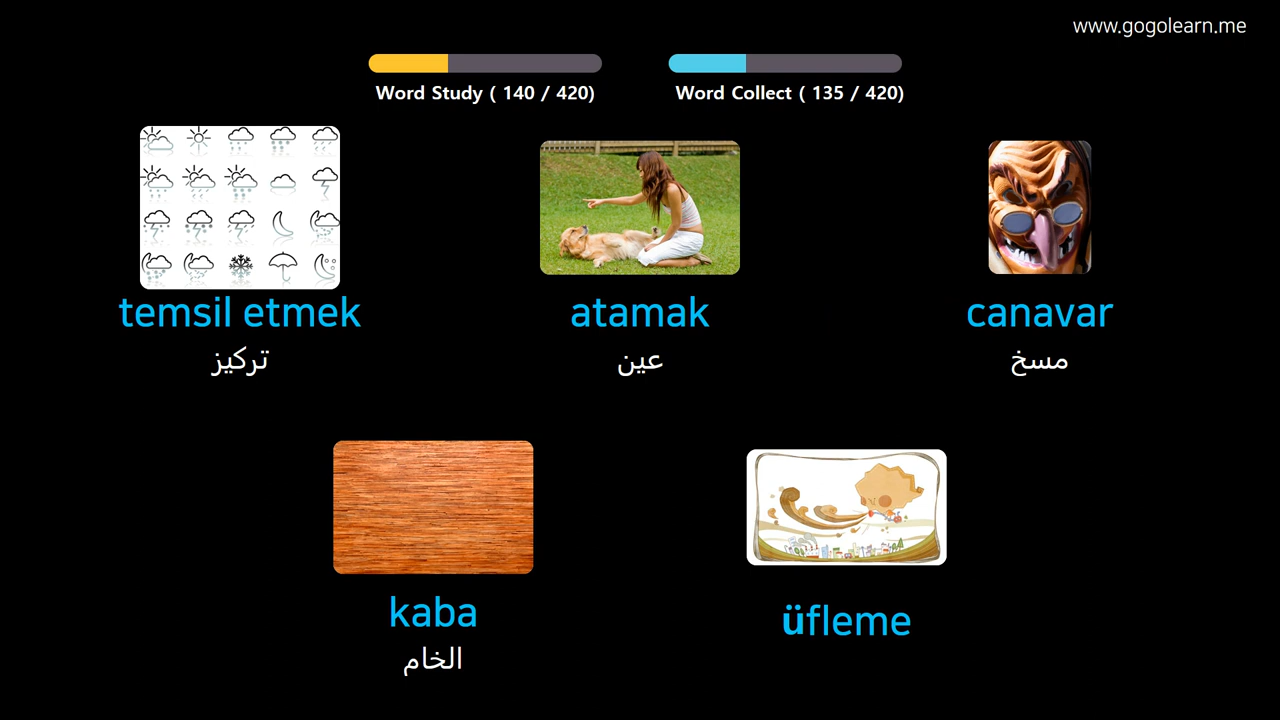 www.gogolearn.me
Word Study ( 140 / 420)
Word Collect ( 135 / 420)
temsil etmek
atamak
canavar
تركيز
عين
مسخ
kaba
üfleme
الخام